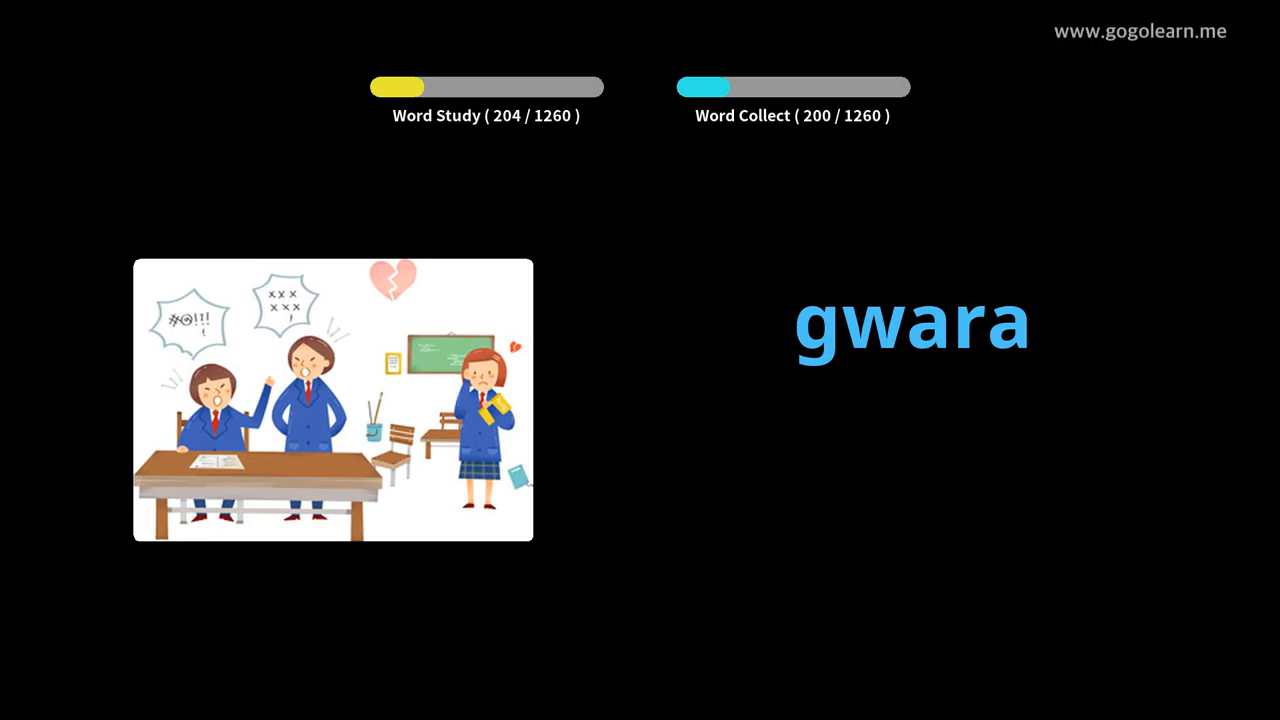 www.gogolearn.me
Word Study ( 204 / 1260 )
Word Collect ( 200 / 1260 )
#@!!!
!
x x x
x x x
!
gwara